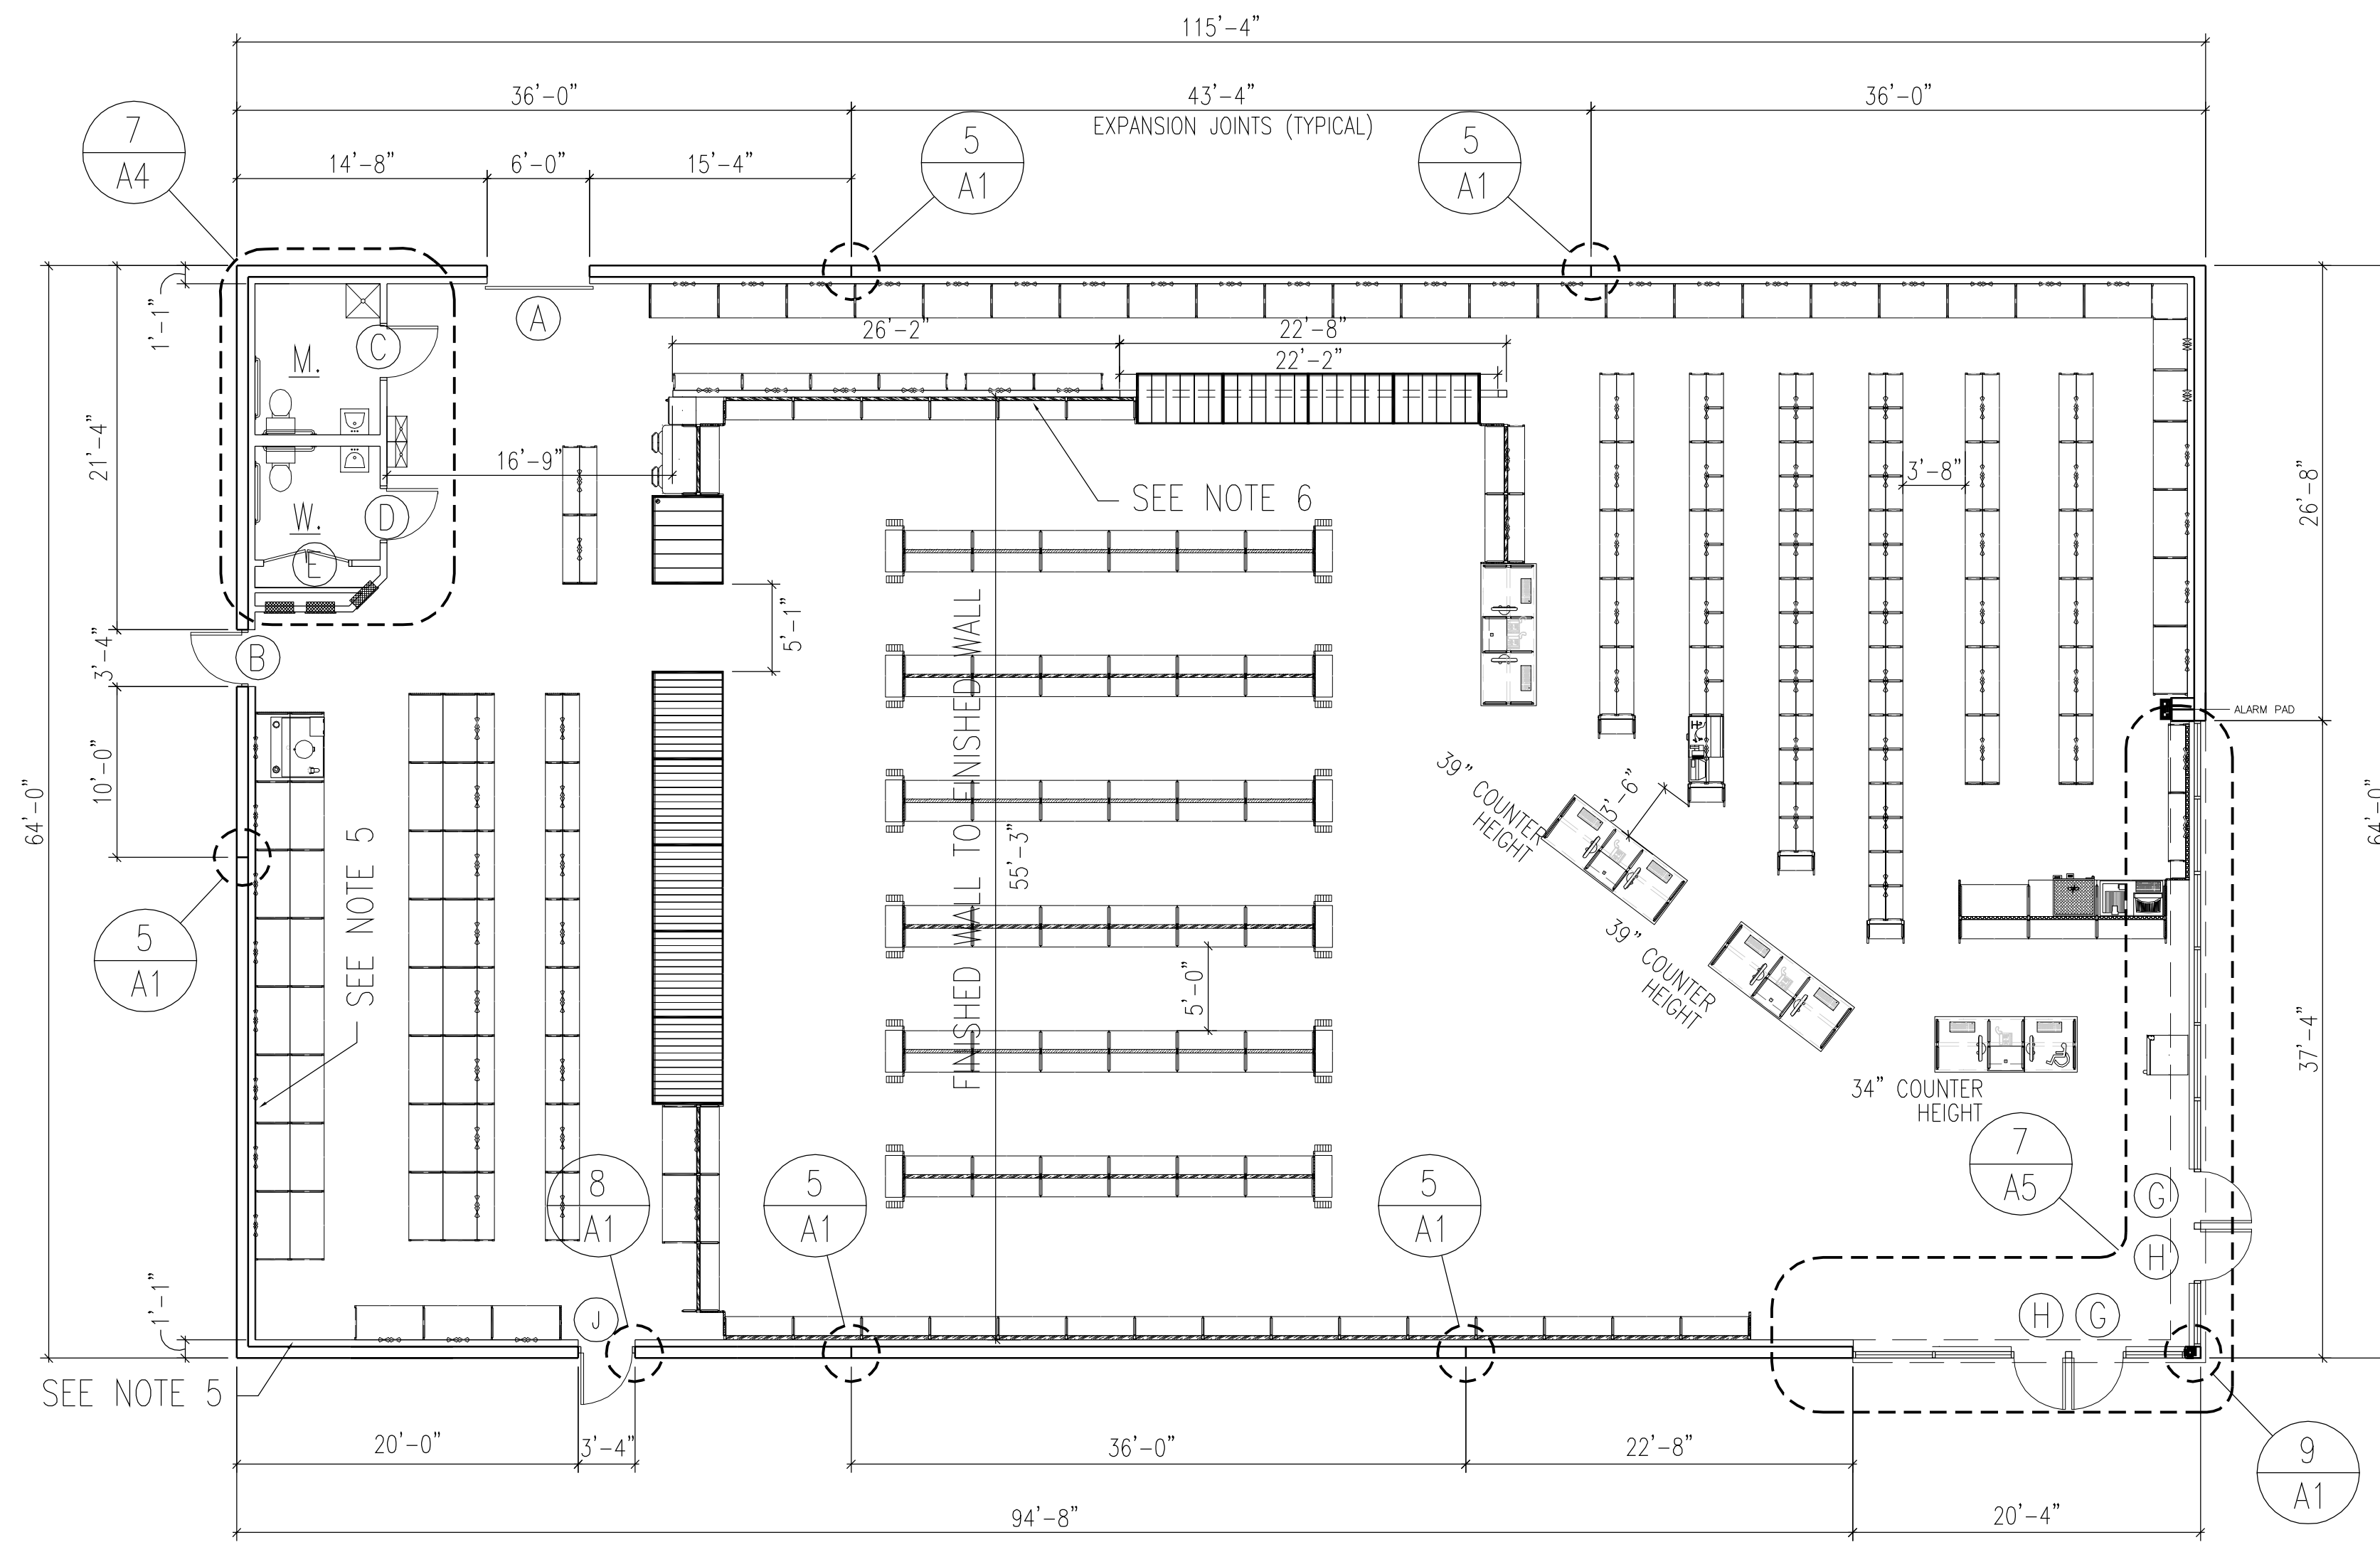 115'-4"
36'-0"
43'-4"
36'-0"
EXPANSION JOINTS (TYPICAL)
7
A4
5
A1
5
A1
14'-8"
6'-0"
15'-4"
A
1'-1"
M.
C
26'-2"
22'-8"
22'-2"
21'-4"
16'-9"
SEE NOTE 6
3'-8"
26'-8"
W.
D
E
5'-1"
3'-4"
B
ALARM PAD
10'-0"
64'-0"
64'-0"
SEE NOTE 5
FINISHED WALL TO FINISHED WALL
55'-3"
39" COUNTER
HEIGHT
3'-6"
39"
COUNTER
HEIGHT
5
A1
5'-0"
37'-4"
34" COUNTER
HEIGHT
7
A5
8
A1
5
A1
5
A1
G
H
1'-1"
J
H
G
SEE NOTE 5
20'-0"
3'-4"
36'-0"
22'-8"
9
A1
94'-8"
20'-4"